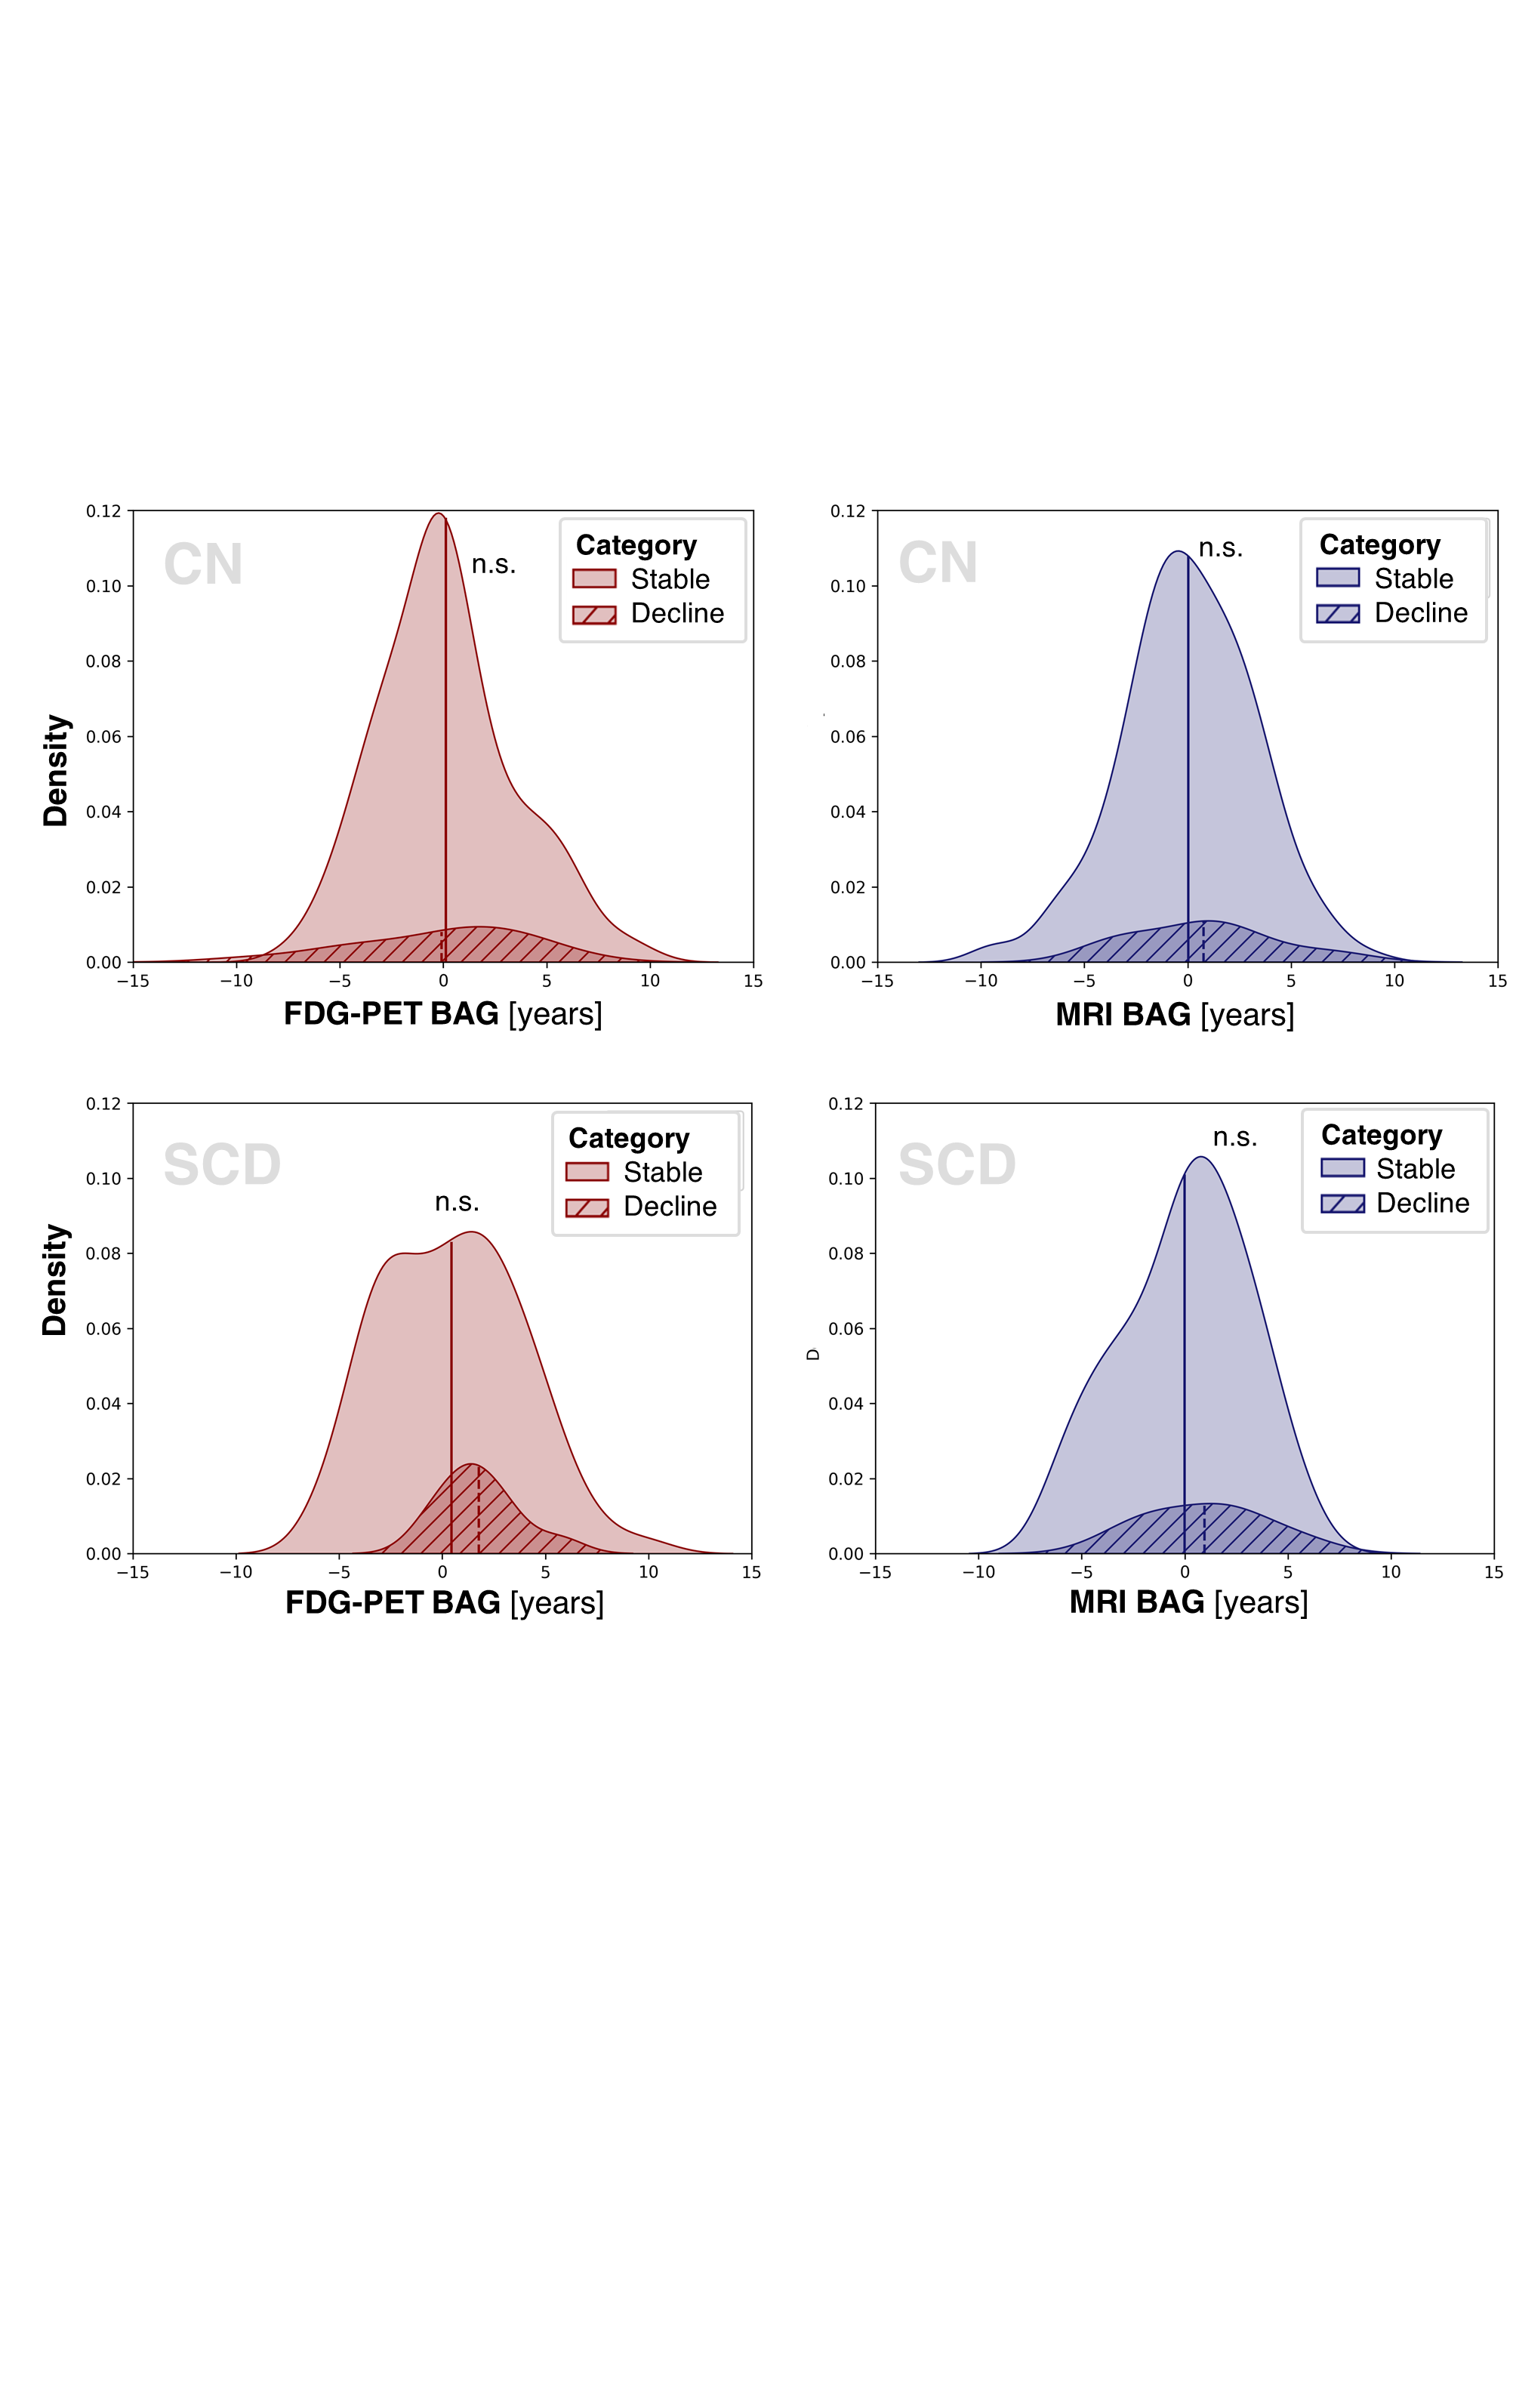 CN
n.s.
Category
Stable
Decline
0.12
0.10
0.08
0.06
0.04
0.02
0.00
Density
−15
−10
−5
0
5
10
15
FDG-PET BAG [years]
CN
n.s.
Category
Stable
Decline
0.12
0.10
0.08
0.06
0.04
0.02
0.00
−15
−10
−5
0
5
10
15
MRI BAG [years]
SCD
n.s.
Category
Stable
Decline
0.12
0.10
0.08
0.06
0.04
0.02
0.00
Density
−15
−10
−5
0
5
10
15
FDG-PET BAG [years]
SCD
n.s.
Category
Stable
Decline
0.12
0.10
0.08
0.06
0.04
0.02
0.00
D
−15
−10
−5
0
5
10
15
MRI BAG [years]